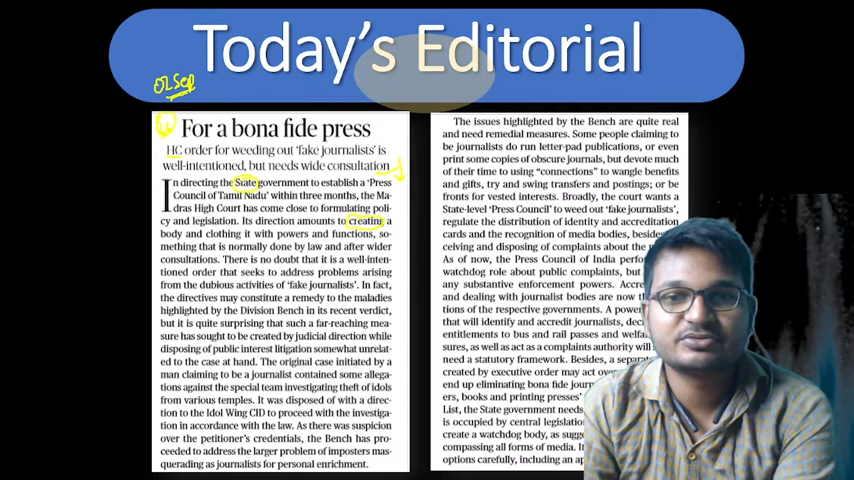 Today's Editorial
02 Sep
For a bona fide press
HC order for weeding out 'fake journalists' is
well-intentioned, but needs wide consultation
In directing the State government to establish a 'Press
Council of Tamil Nadu' within three months, the Ma-
dras High Court has come close to formulating poli-
cy and legislation. Its direction amounts to creating a
body and clothing it with powers and functions, so-
mething that is normally done by law and after wider
consultations. There is no doubt that it is a well-inten-
tioned order that seeks to address problems arising
from the dubious activities of 'fake journalists'. In fact,
the directives may constitute a remedy to the maladies
highlighted by the Division Bench in its recent verdict,
but it is quite surprising that such a far-reaching mea-
sure has sought to be created by judicial direction while
disposing of public interest litigation somewhat unrelat-
ed to the case at hand. The original case initiated by a
man claiming to be a journalist contained some allega-
tions against the special team investigating theft of idols
from various temples. It was disposed of with a direc-
tion to the Idol Wing CID to proceed with the investiga-
tion in accordance with the law. As there was suspicion
over the petitioner's credentials, the Bench has pro-
ceeded to address the larger problem of imposters mas-
querading as journalists for personal enrichment.
The issues highlighted by the Bench are quite real
and need remedial measures. Some people claiming to
be journalists do run letter-pad publications, or even
print some copies of obscure journals, but devote much
of their time to using "connections" to wangle benefits
and gifts, try and swing transfers and postings; or be
fronts for vested interests. Broadly, the court wants a
State-level 'Press Council' to weed out 'fake journalists',
regulate the distribution of identity and accreditation
cards and the recognition of media bodies, besides
ceiving and disposing of complaints about the
As of now, the Press Council of India
watchdog role about public complaints, but
any substantive enforcement powers.
and dealing with journalist bodies are now
tions of the respective governments. A
that will identify and accredit journalists,
entitlements to bus and rail passes and
sures, as well as act as a complaints authority will
need a statutory framework. Besides, a
created by executive order may act
end up eliminating bona fide
ers, books and printing presses'
List, the State government needs
is occupied by central
create a watchdog body, as
compassing all forms of media.
options carefully, including an